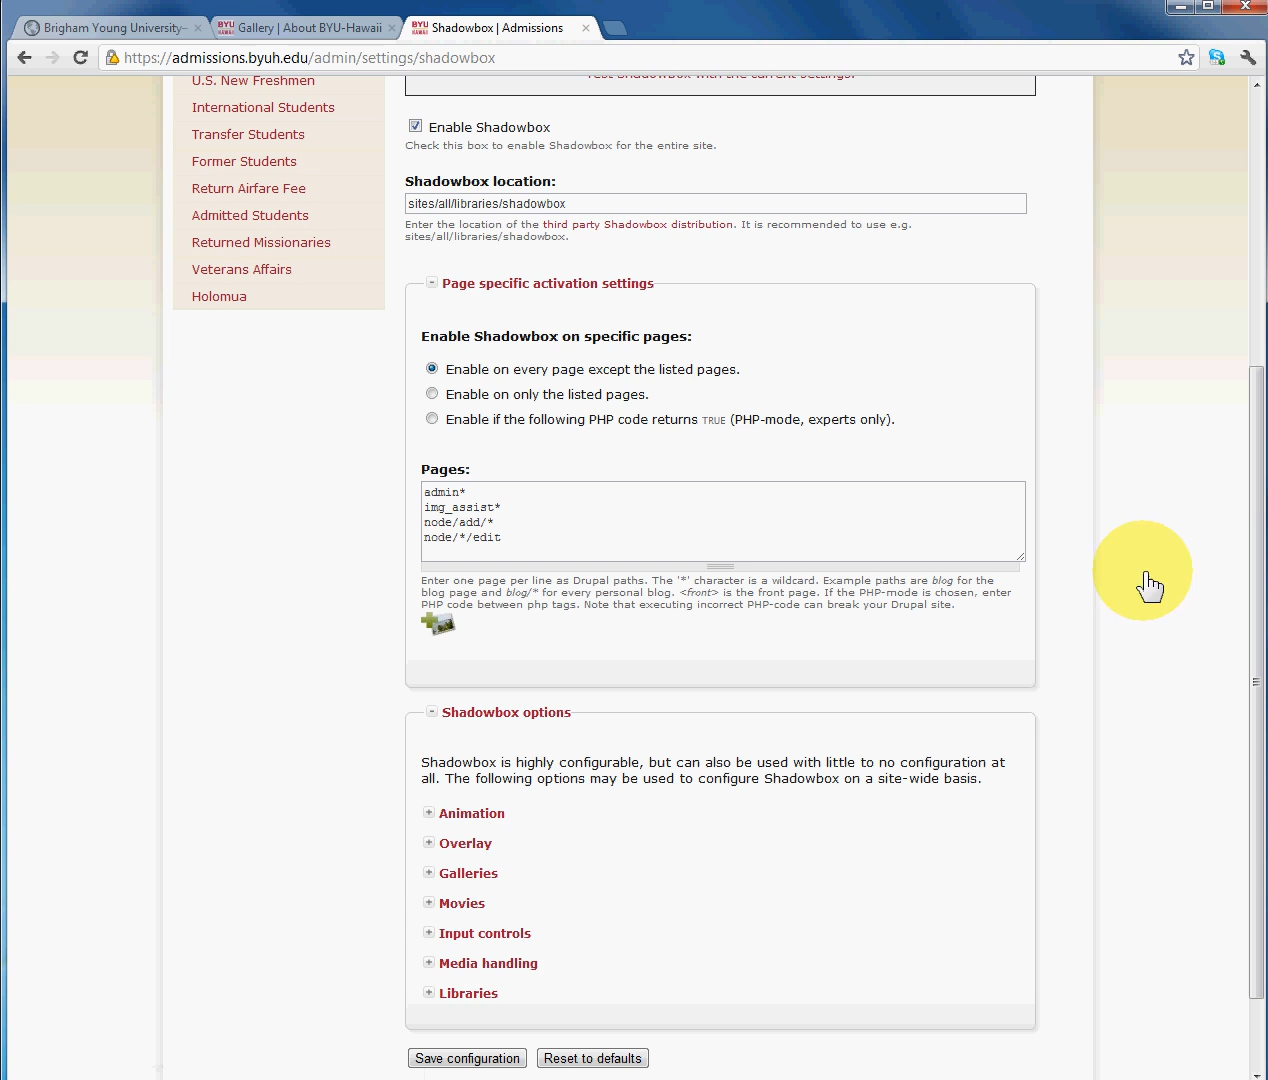 Brigham Young University–
BYU HAWAII Gallery | About BYU-Hawaii
BYU HAWAII Shadowbox | Admissions
https://admissions.byuh.edu/admin/settings/shadowbox
U.S. New Freshmen
International Students
Transfer Students
Former Students
Return Airfare Fee
Admitted Students
Returned Missionaries
Veterans Affairs
Holomua
Test Shadowbox with the current settings.
Enable Shadowbox
Check this box to enable Shadowbox for the entire site.
Shadowbox location:
sites/all/libraries/shadowbox
Enter the location of the third party Shadowbox distribution. It is recommended to use e.g.
sites/all/libraries/shadowbox.
Page specific activation settings
Enable Shadowbox on specific pages:
Enable on every page except the listed pages.
Enable on only the listed pages.
Enable if the following PHP code returns TRUE (PHP-mode, experts only).
Pages:
admin*
img_assist*
node/add/*
node/*/edit
Enter one page per line as Drupal paths. The '*' character is a wildcard. Example paths are blog for the
blog page and blog/* for every personal blog. <front> is the front page. If the PHP-mode is chosen, enter
PHP code between php tags. Note that executing incorrect PHP-code can break your Drupal site.
Shadowbox options
Shadowbox is highly configurable, but can also be used with little to no configuration at
all. The following options may be used to configure Shadowbox on a site-wide basis.
Animation
Overlay
Galleries
Movies
Input controls
Media handling
Libraries
Save configuration
Reset to defaults